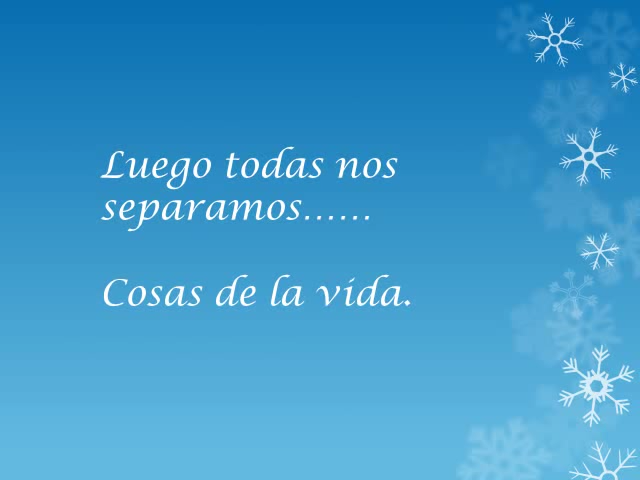 Luego todas nos
separamos……
Cosas de la vida.